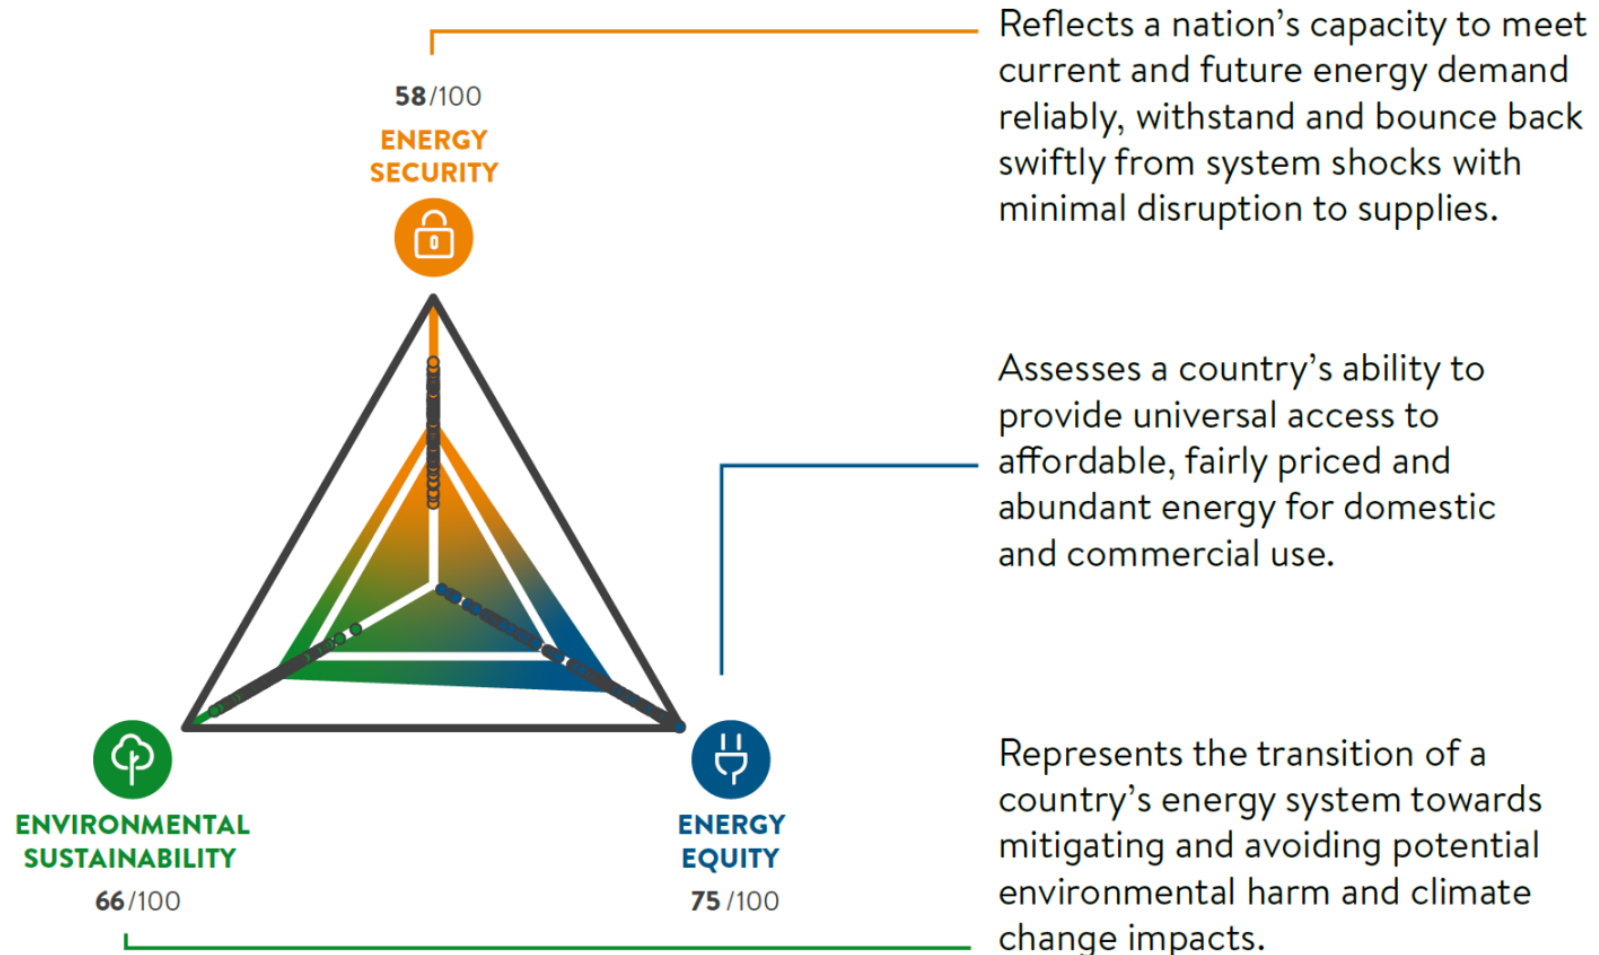 58/100
ENERGY
SECURITY
Reflects a nation’s capacity to meet
current and future energy demand
reliably, withstand and bounce back
swiftly from system shocks with
minimal disruption to supplies.
Assesses a country’s ability to
provide universal access to
affordable, fairly priced and
abundant energy for domestic
and commercial use.
ENVIRONMENTAL
SUSTAINABILITY
66/100
ENERGY
EQUITY
75/100
Represents the transition of a
country’s energy system towards
mitigating and avoiding potential
environmental harm and climate
change impacts.